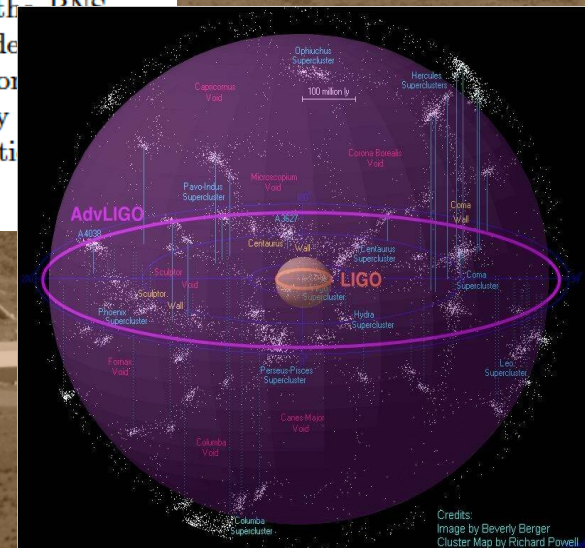 the BNS
Ophiuchus
Supercluster
Hercules
Superclusters
Capricornus
Void
100 million ly
Corona Borealis
Void
Microscopium
Void
Pavo-Indus
Supercluster
Coma
Wall
AdvLIGO
A3627
A4038
Centaurus
Wall
Centaurus
Supercluster
Sculptor
Void
LIGO
Coma
Supercluster
Sculptor
Wall
Supercluster
Phoenix
Supercluster
Hydra
Supercluster
Fornax
Void
Perseus-Pisces
Supercluster
Leo
Supercluster
Canes-Major
Void
Columba
Void
Columba
Supercluster
Credits:
Image by Beverly Berger
Cluster Map by Richard Powell